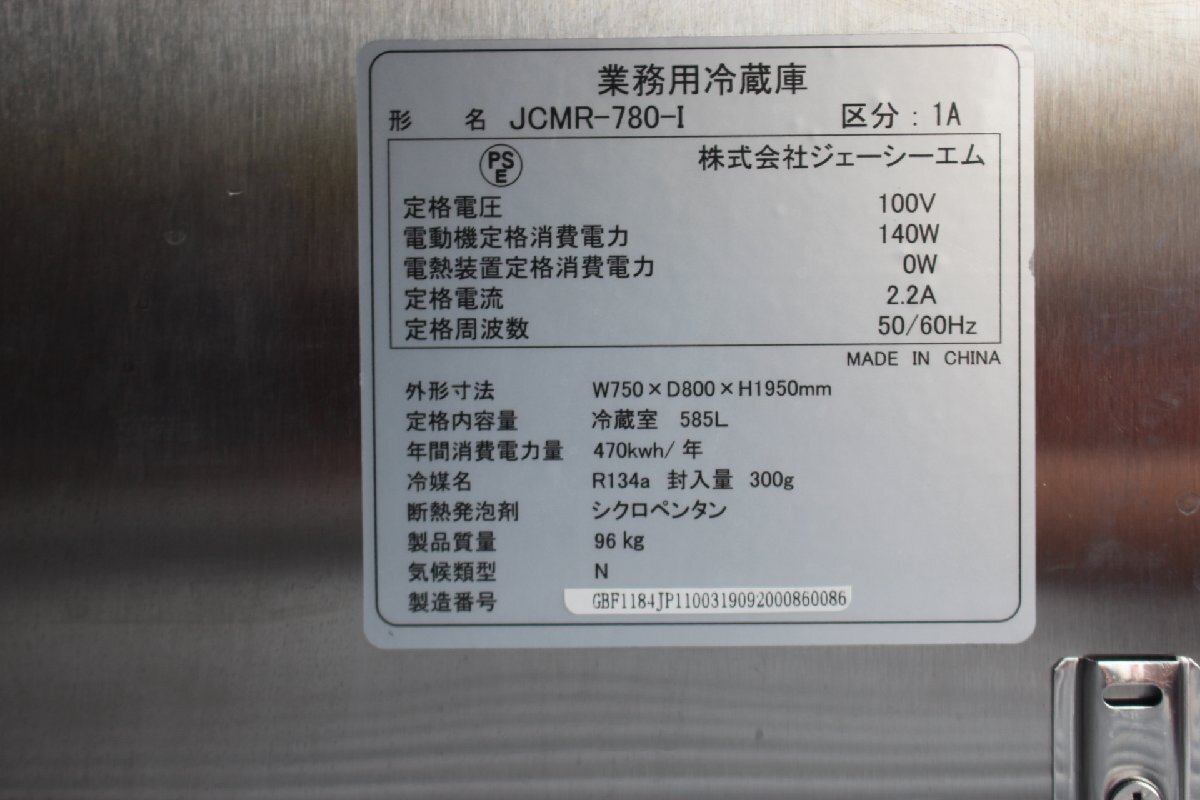 業務用冷蔵庫
形 名 JCMR-780-I 区分：1A
PSE 株式会社ジェーシーエム
定格電圧 100V
電動機定格消費電力 140W
電熱装置定格消費電力 0W
定格電流 2.2A
定格周波数 50/60Hz
MADE IN CHINA
外形寸法 W750×D800×H1950mm
定格内容量 冷蔵室 585L
年間消費電力量 470kwh/年
冷媒名 R134a 封入量 300g
断熱発泡剤 シクロペンタン
製品質量 96kg
気候類型 N
製造番号 GBF1184JP1100319092000860086